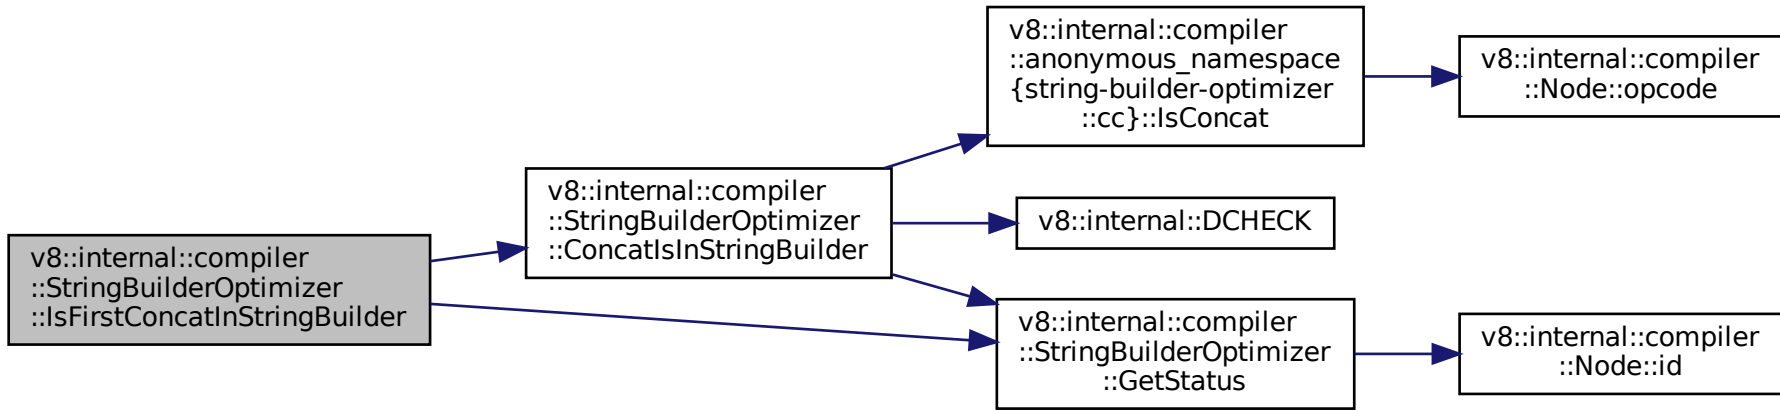 v8::internal::compiler
::StringBuilderOptimizer
::IsFirstConcatInStringBuilder
v8::internal::compiler
::StringBuilderOptimizer
::ConcatIsInStringBuilder
v8::internal::compiler
::anonymous_namespace
{string-builder-optimizer
::cc}::IsConcat
v8::internal::DCHECK
v8::internal::compiler
::StringBuilderOptimizer
::GetStatus
v8::internal::compiler
::Node::opcode
v8::internal::compiler
::Node::id